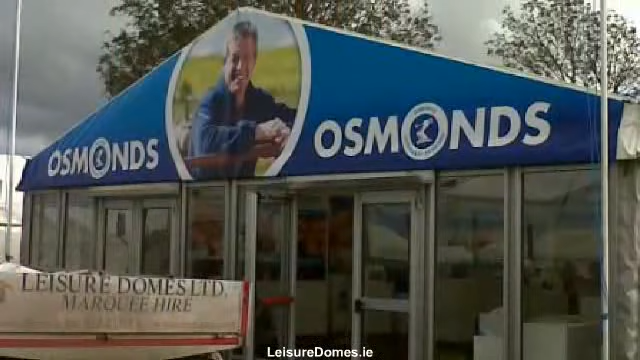 OSMONDS
OSMONDS
LEISURE DOMES LTD.
MARQUEE HIRE
LeisureDomes.ie